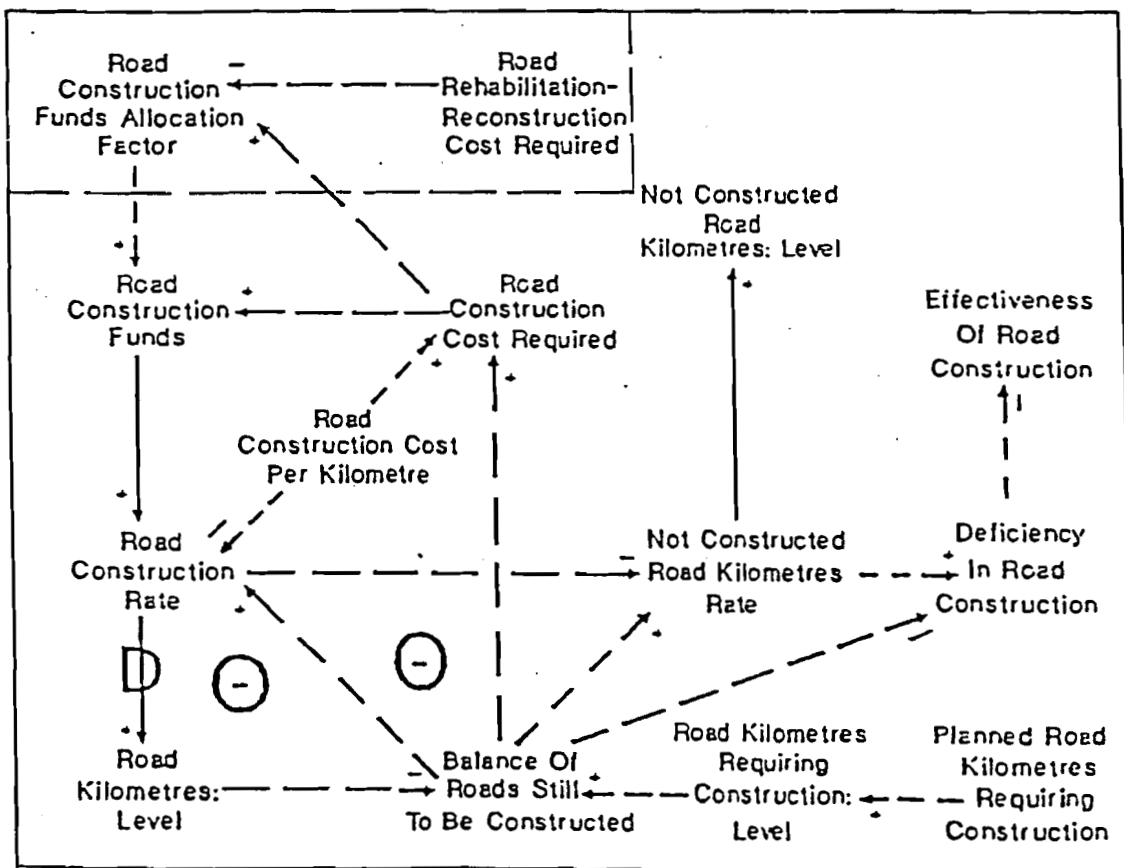 Road
Construction
Funds Allocation
Factor
Road
Rehabilitation-
Reconstruction
Cost Required
Not Constructed
Road
Kilometres: Level
Road
Construction
Funds
Road
Construction
Cost Required
Effectiveness
Of Road
Construction
Road
Construction Cost
Per Kilometre
Road
Construction
Rate
Not Constructed
Road Kilometres
Rate
Deficiency
In Road
Construction
D
Road
Kilometres:
Level
Balance Of
Roads Still
To Be Constructed
Road Kilometres
Requiring
Construction:
Level
Planned Road
Kilometres
Requiring
Construction